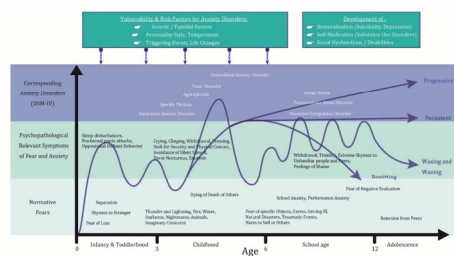 Vulnerability & Risk Factors for Anxiety Disorders:
Genetic / Familial Factors
Personality Style, Temperament
Triggering Events, Life Changes
Development of :
Demoralisation (Suicidality, Depression)
Self-Medication (Substance Use Disorders)
Social Dysfunctions / Disabilities
Corresponding
Anxiety Disorders
(DSM-IV)
Generalized Anxiety Disorder
Panic Disorder
Agoraphobia
Specific Phobias
Separation Anxiety Disorder
Social Phobia
Stress Disorder
Obsessive Compulsive Disorder
Progressive
Persistent
Waxing and
Waning
Remitting
Psychopathological
Relevant Symptoms
of Fear and Anxiety
Sleep disturbances,
Nocturnal panic attacks,
Oppositional Defiant Behavior
Crying, Clinging, Withdrawal, Freezing,
Seek for Security and Physical Contact,
Avoidance of Silent Stimuli,
Pavor Nocturnus, Enuresis
Withdrawal, Timidity, Extreme Shyness to
Unfamiliar People and Peers,
Feelings of Shame
Normative
Fears
Separation
Shyness to Stranger
Fear of Loss
Thunder and Lightning, Fire, Water,
Darkness, Nightmares, Animals,
Imaginary Creatures
Dying of Death of Others
School Anxiety, Performance Anxiety
Fear of specific Objects, Germs, Getting Ill,
Natural Disasters, Traumatic Events,
Harm to Self or Others
Fear of Negative Evaluation
Rejection from Peers
0
3
6
12
Infancy & Toddlerhood
Childhood
School age
Adolescence
Age